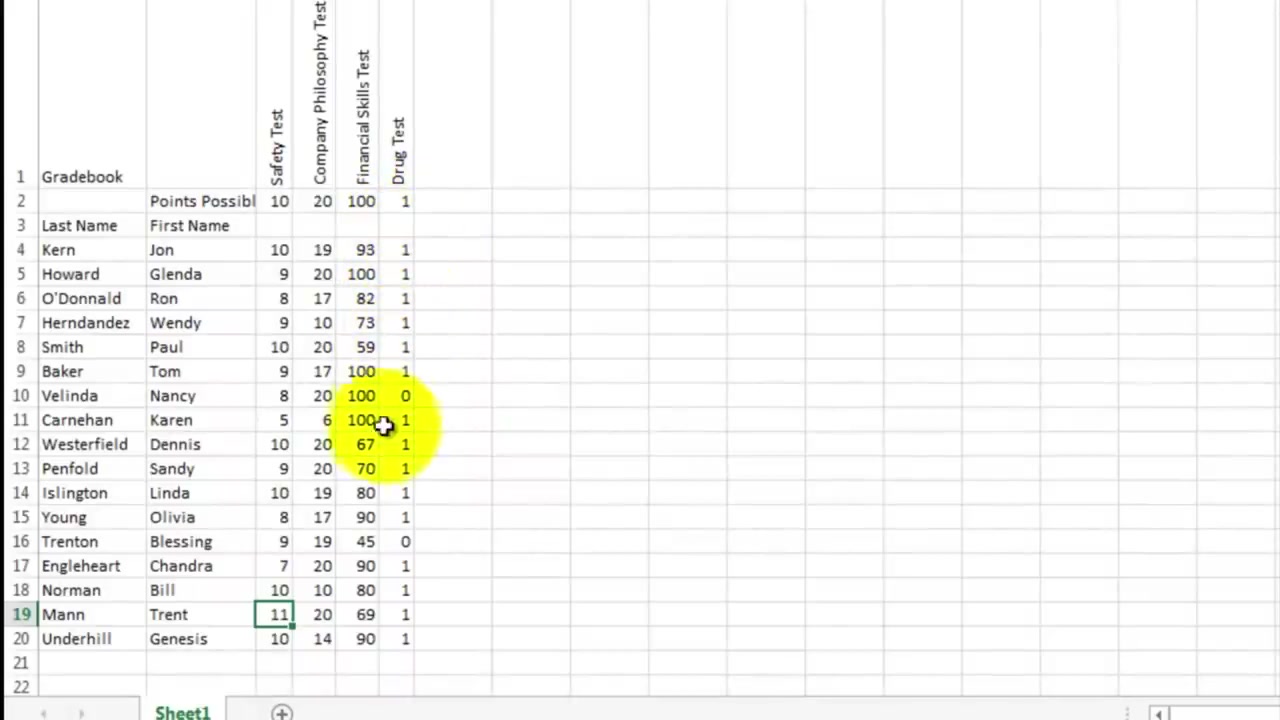 1 Gradebook Safety Test Company Philosophy Test Financial Skills Test Drug Test
2 Points Possibl 10 20 100 1
3 Last Name First Name
4 Kern Jon 10 19 93 1
5 Howard Glenda 9 20 100 1
6 O'Donnald Ron 8 17 82 1
7 Herndandez Wendy 9 10 73 1
8 Smith Paul 10 20 59 1
9 Baker Tom 9 17 100 1
10 Velinda Nancy 8 20 100 0
11 Carnehan Karen 5 6 100 1
12 Westerfield Dennis 10 20 67 1
13 Penfold Sandy 9 20 70 1
14 Islington Linda 10 19 80 1
15 Young Olivia 8 17 90 1
16 Trenton Blessing 9 19 45 0
17 Engleheart Chandra 7 20 90 1
18 Norman Bill 10 10 80 1
19 Mann Trent 11 20 69 1
20 Underhill Genesis 10 14 90 1
21
22
Sheet1